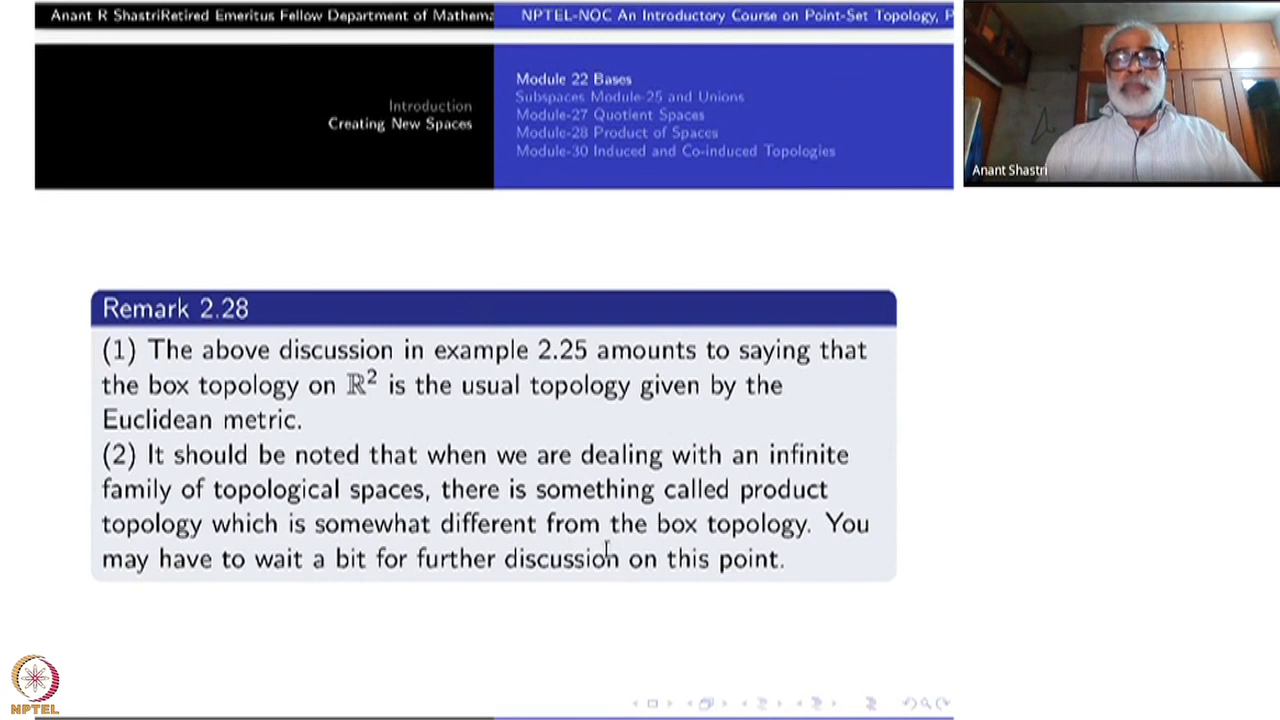 Anant R ShastriRetired Emeritus Fellow Department of Mathema
NPTEL-NOC An Introductory Course on Point-Set Topology, P
Introduction
Creating New Spaces
Module 22 Bases
Subspaces Module-25 and Unions
Module-27 Quotient Spaces
Module-28 Product of Spaces
Module-30 Induced and Co-induced Topologies
Anant Shastri
Remark 2.28
(1) The above discussion in example 2.25 amounts to saying that
the box topology on ℝ² is the usual topology given by the
Euclidean metric.
(2) It should be noted that when we are dealing with an infinite
family of topological spaces, there is something called product
topology which is somewhat different from the box topology. You
may have to wait a bit for further discussion on this point.
NPTEL